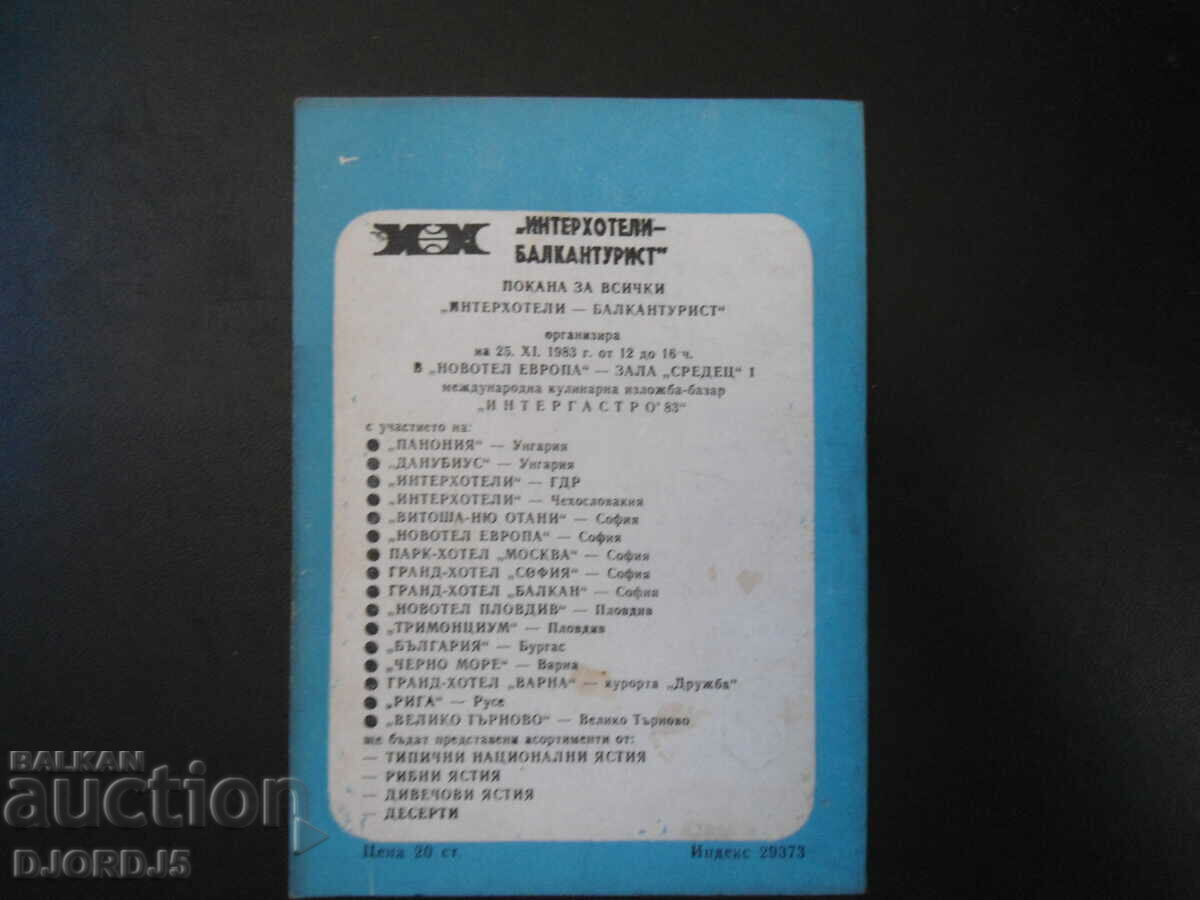 „ИНТЕРХОТЕЛИ–
БАЛКАНТУРИСТ“
ПОКАНА ЗА ВСИЧКИ
„ИНТЕРХОТЕЛИ — БАЛКАНТУРИСТ“
организира
на 25. XI. 1983 г. от 12 до 16 ч.
В „НОВОТЕЛ ЕВРОПА“ — ЗАЛА „СРЕДЕЦ“ 1
международна кулинарна изложба-базар
„ИНТЕРГАСТРО'83“
с участието на:
● „ПАНОНИЯ“ — Унгария
● „ДАНУБИУС“ — Унгария
● „ИНТЕРХОТЕЛИ“ — ГДР
● „ИНТЕРХОТЕЛИ“ — Чехословакия
● „ВИТОША-НЮ ОТАНИ“ — София
● „НОВОТЕЛ ЕВРОПА“ — София
● ПАРК-ХОТЕЛ „МОСКВА“ — София
● ГРАНД-ХОТЕЛ „СОФИЯ“ — София
● ГРАНД-ХОТЕЛ „БАЛКАН“ — София
● „НОВОТЕЛ ПЛОВДИВ“ — Пловдив
● „ТРИМОНЦИУМ“ — Пловдив
● „БЪЛГАРИЯ“ — Бургас
● „ЧЕРНО МОРЕ“ — Варна
● ГРАНД-ХОТЕЛ „ВАРНА“ — курорта „Дружба“
● „РИГА“ — Русе
● „ВЕЛИКО ТЪРНОВО“ — Велико Търново
ще бъдат представени асортименти от:
— ТИПИЧНИ НАЦИОНАЛНИ ЯСТИЯ
— РИБНИ ЯСТИЯ
— ДИВЕЧОВИ ЯСТИЯ
— ДЕСЕРТИ
Цена 20 ст. Индекс 29373
BALKAN
auction
DJORD_J5